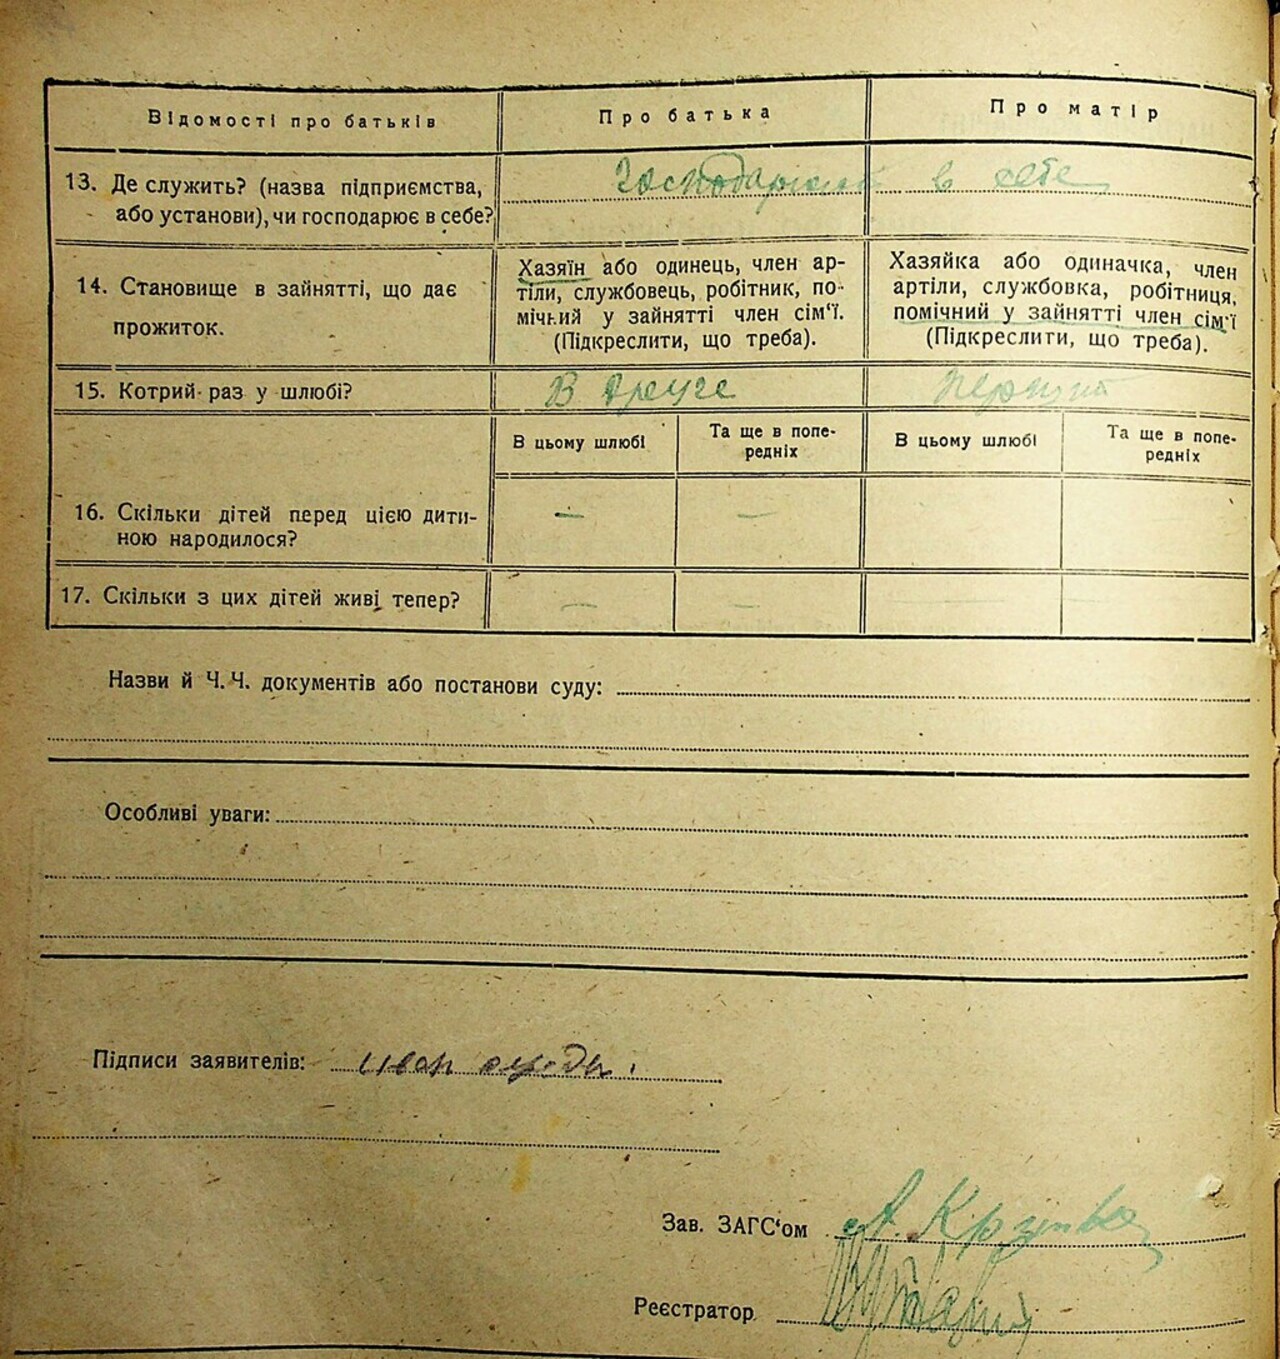 Відомості про батьків
Про батька
Про матір
13. Де служить? (назва підприємства,
або установи), чи господарює в себе?
в себе
14. Становище в зайнятті, що дає
прожиток.
Хазяїн або одинець, член ар-
тіли, службовець, робітник, по-
мічний у зайнятті член сім‘ї.
(Підкреслити, що треба).
Хазяйка або одиначка, член
артіли, службовка, робітниця,
помічний у зайнятті член сім‘ї
(Підкреслити, що треба).
15. Котрий раз у шлюбі?
В друге
В цьому шлюбі
Та ще в попе-
редніх
В цьому шлюбі
Та ще в попе-
редніх
16. Скільки дітей перед цією дити-
ною народилося?
— —
17. Скільки з цих дітей живі тепер?
— —
Назви й Ч. Ч. документів або постанови суду:
Особливі уваги:
Підписи заявителів:
Зав. ЗАГС‘ом
Реєстратор